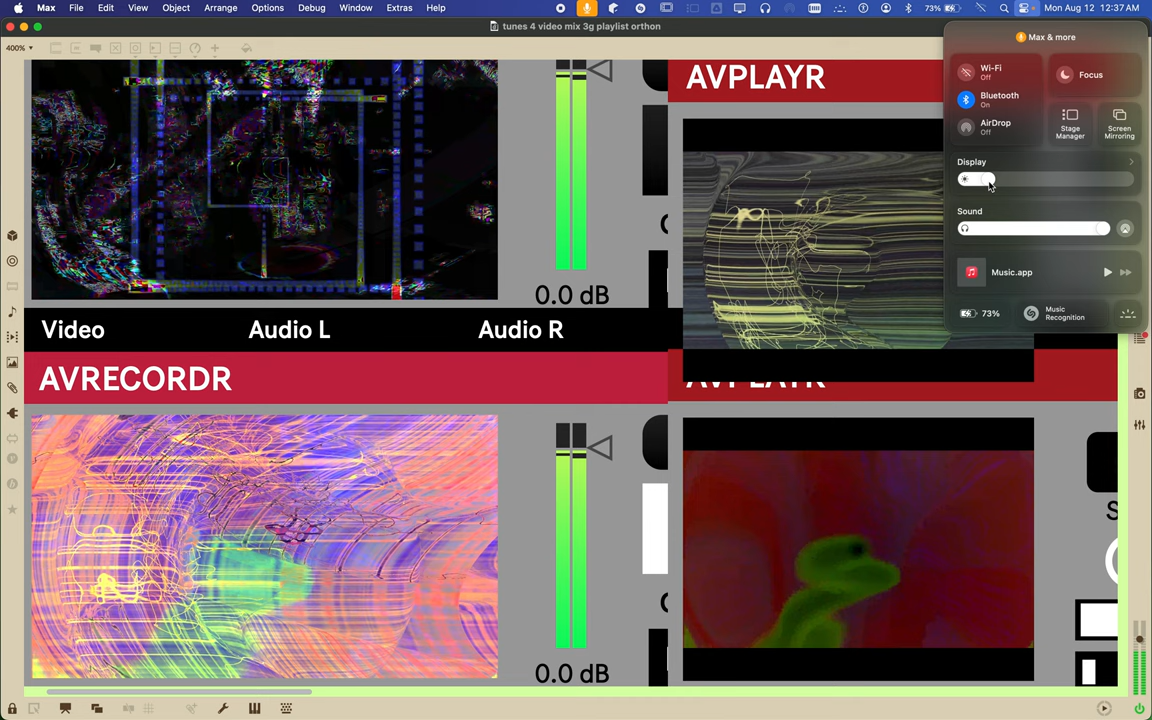 Max File Edit View Object Arrange Options Debug Window Extras Help 73% Mon Aug 12 12:37 AM
tunes 4 video mix 3g playlist orthon
400%
Max & more
Wi-Fi
Off
Bluetooth
On
AirDrop
Off
Focus
Stage
Manager
Screen
Mirroring
Display
Sound
Music.app
73%
Music
Recognition
AVPLAYR
0.0 dB
Video Audio L Audio R
AVRECORDR
AVPLAYR
0.0 dB